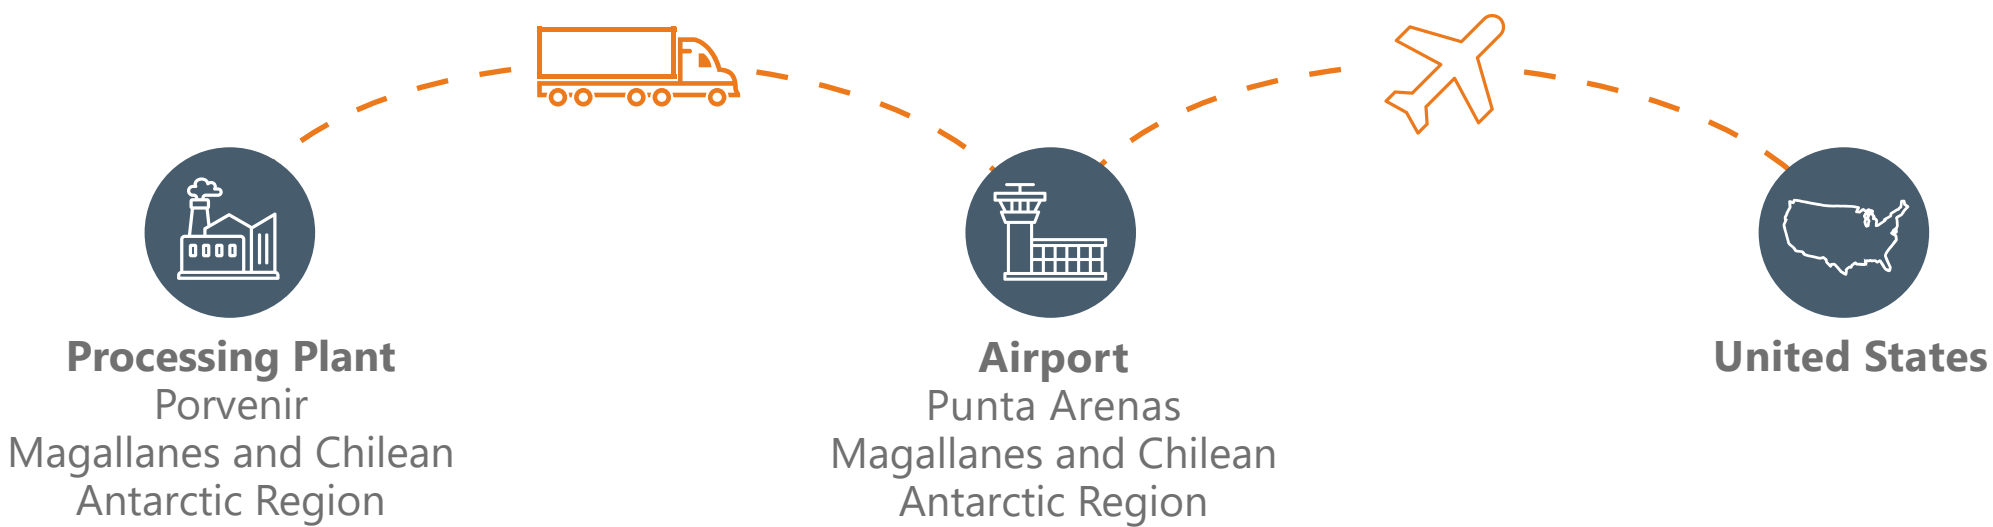 Processing Plant
Porvenir
Magallanes and Chilean
Antarctic Region
Airport
Punta Arenas
Magallanes and Chilean
Antarctic Region
United States